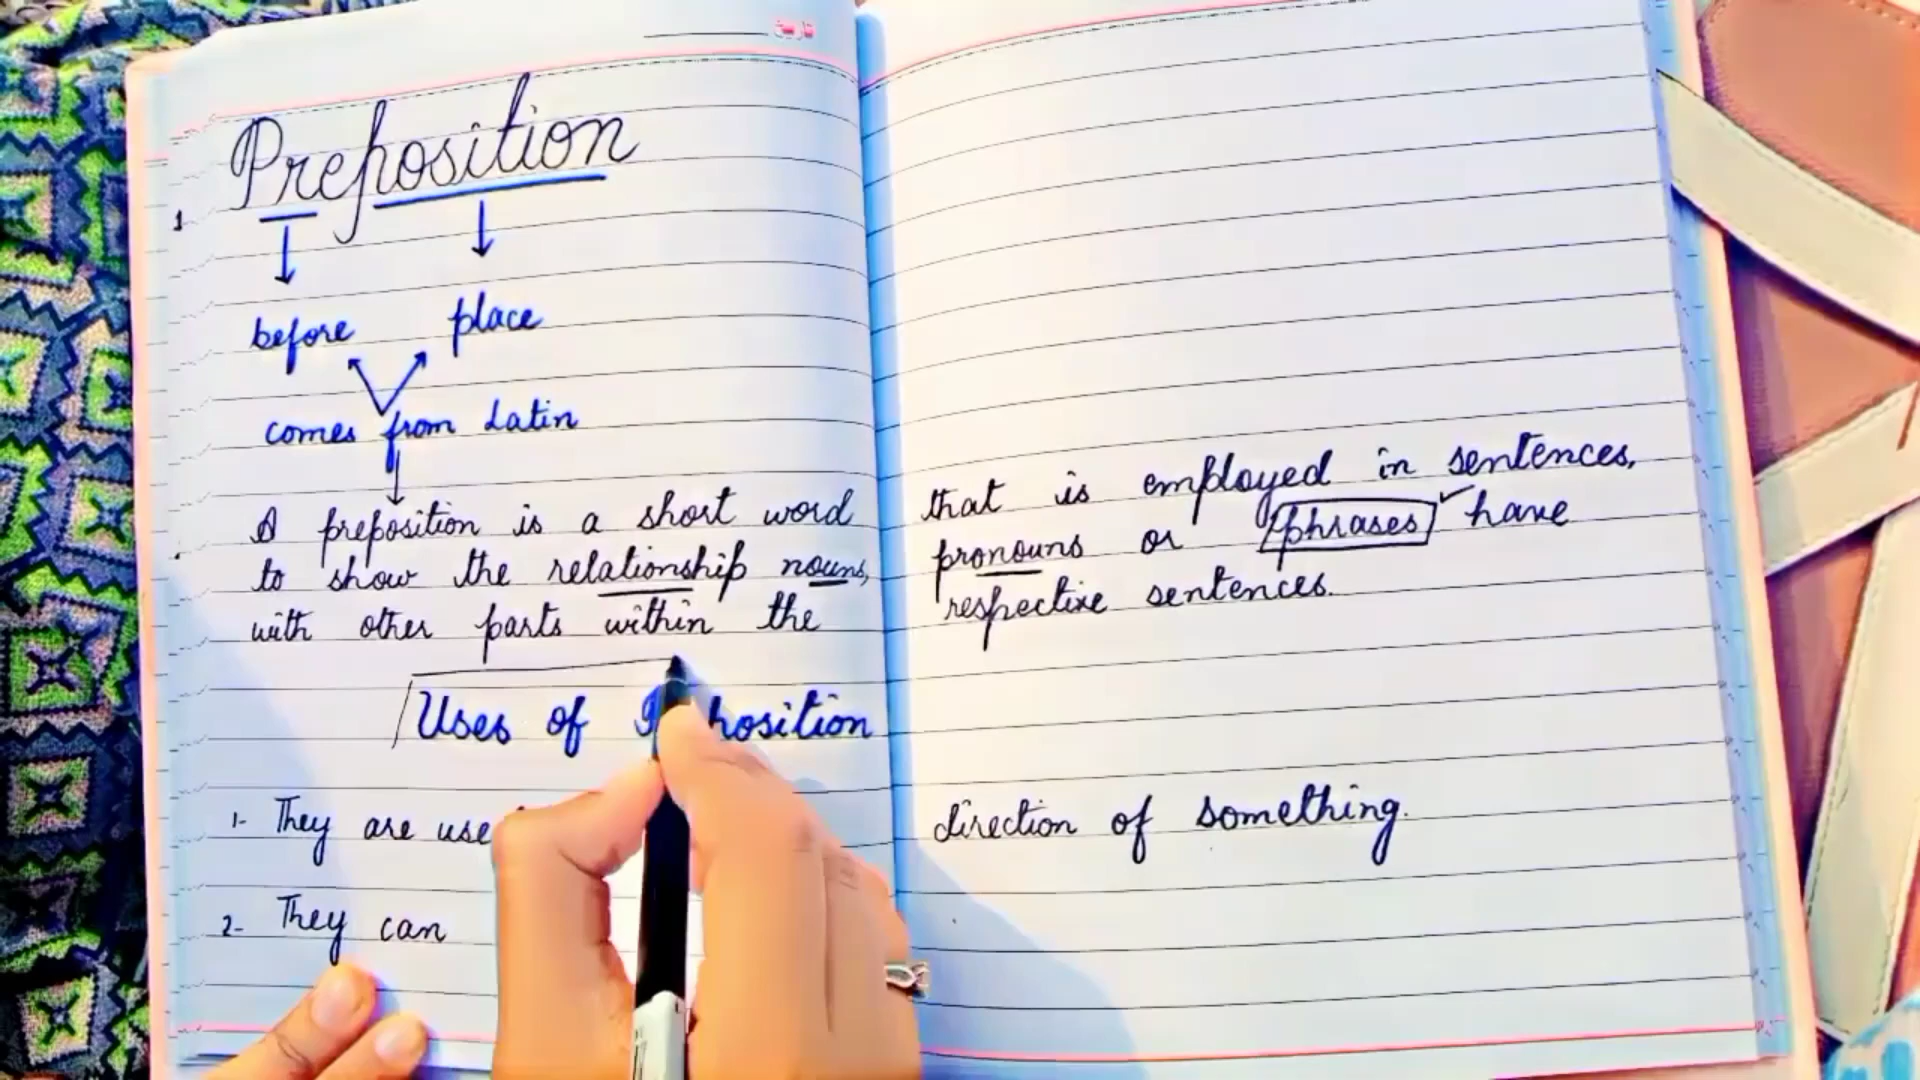 Preposition
1
before place
comes from Latin
A preposition is a short word that is employed in sentences,
to show the relationship nouns, pronouns or phrases have
with other parts within the respective sentences.
Uses of
1- They are direction of something.
2- They can